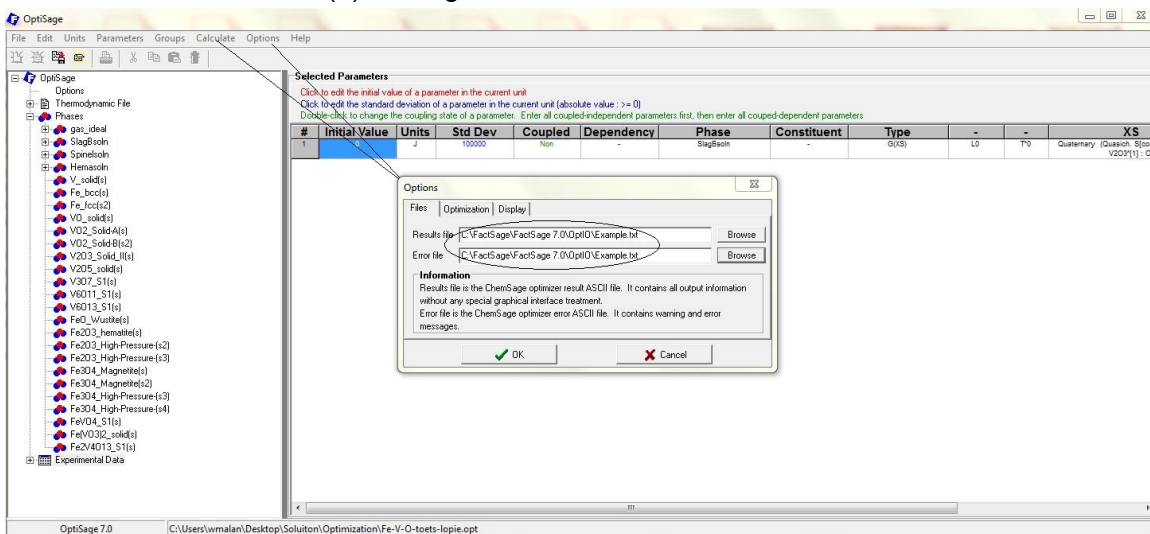 OptiSage
File Edit Units Parameters Groups Calculate Options Help
OptiSage
Options
Thermodynamic File
Phases
gas_ideal
SlagBsoln
Spinelsoln
Hemasoln
V_solid(s)
Fe_bcc(s)
Fe_fcc(s2)
VO_solid(s)
VO2_Solid-A(s)
VO2_Solid-B(s2)
V2O3_Solid_II(s)
V2O5_solid(s)
V3O7_S1(s)
V6O11_S1(s)
V6O13_S1(s)
FeO_Wustite(s)
Fe2O3_hematite(s)
Fe2O3_High-Pressure-(s2)
Fe2O3_High-Pressure-(s3)
Fe3O4_Magnetite(s)
Fe3O4_Magnetite(s2)
Fe3O4_High-Pressure-(s3)
Fe3O4_High-Pressure-(s4)
FeVO4_S1(s)
Fe(VO3)2_solid(s)
Fe2V4O13_S1(s)
Experimental Data
Selected Parameters
Click to edit the initial value of a parameter in the current unit
Click to edit the standard deviation of a parameter in the current unit (absolute value : >= 0)
Double-click to change the coupling state of a parameter. Enter all coupled-independent parameters first, then enter all couped-dependent parameters
# Initial Value Units Std Dev Coupled Dependency Phase Constituent Type - - XS
1 0 J 100000 Non - SlagBsoln - G(XS) L0 T^0 Quaternary (Quasich. S[co
V2O3*[1] : O
Options
Files Optimization Display
Results file C:\FactSage\FactSage 7.0\OptIO\Example.txt Browse
Error file C:\FactSage\FactSage 7.0\OptIO\Example.txt Browse
Information
Results file is the ChemSage optimizer result ASCII file. It contains all output information
without any special graphical interface treatment.
Error file is the ChemSage optimizer error ASCII file. It contains warning and error
messages.
OK Cancel
OptiSage 7.0 C:\Users\wmalan\Desktop\Soluiton\Optimization\Fe-V-O-toets-lopie.opt